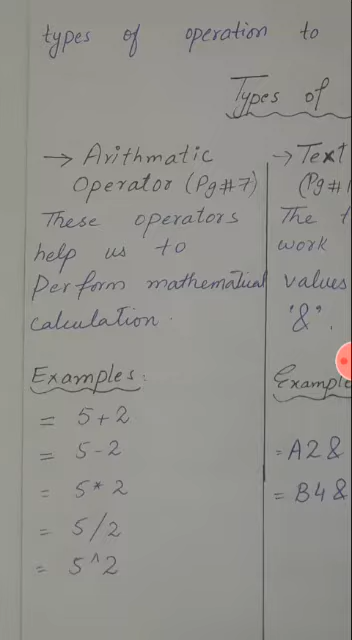 types of operation to
Types of
→ Arithmatic
Operator (Pg#7)
These operators
help us to
Perform mathematical
calculation.
Examples:
= 5+2
= 5-2
= 5*2
= 5/2
= 5^2
→ Text
(Pg#
The
work
values
'&'.
Example
=A2&
=B4&